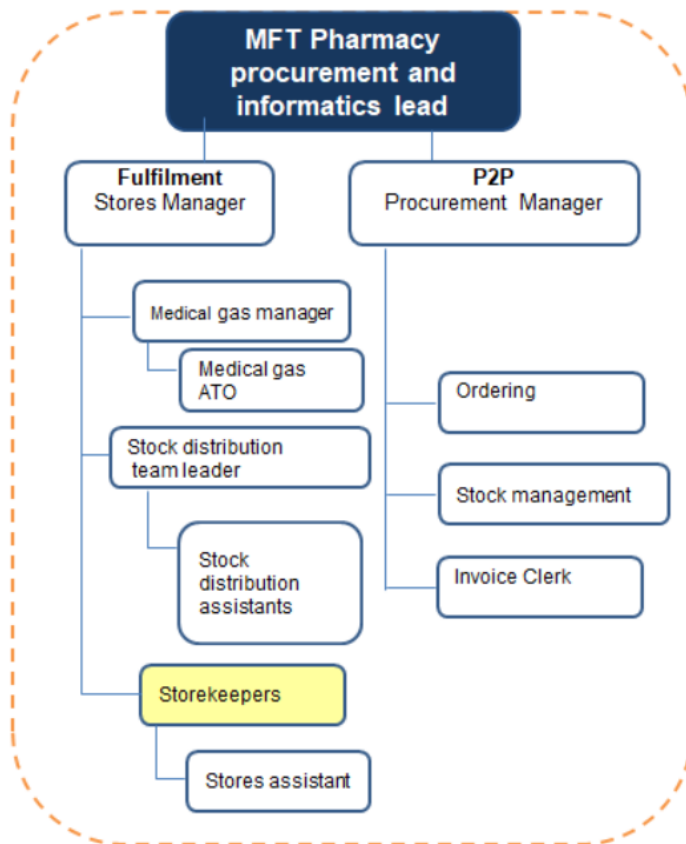 MFT Pharmacy
procurement and
informatics lead
Fulfilment
Stores Manager
P2P
Procurement Manager
Medical gas manager
Medical gas
ATO
Stock distribution
team leader
Stock
distribution
assistants
Storekeepers
Stores assistant
Ordering
Stock management
Invoice Clerk